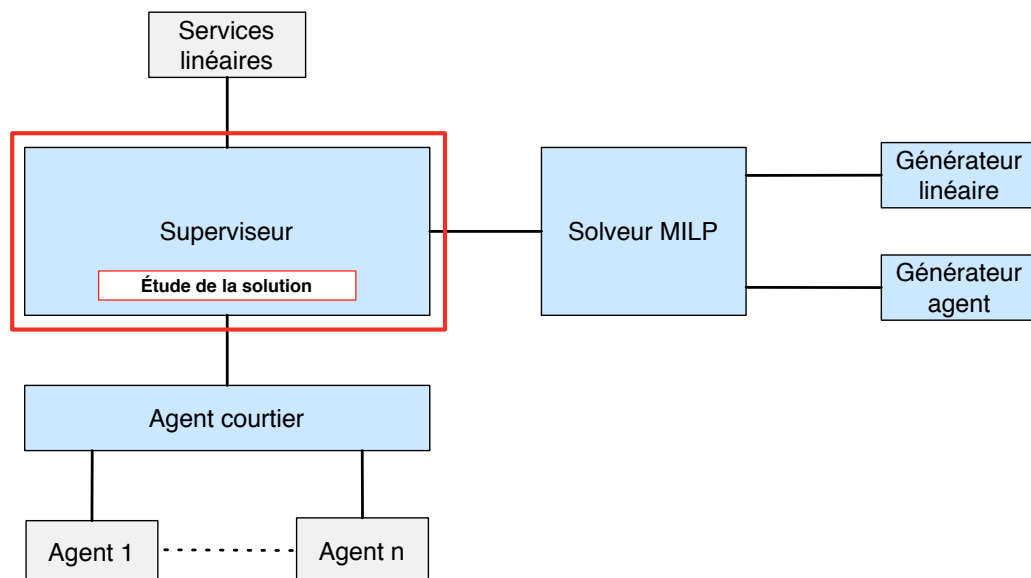 Services
linéaires
Superviseur
Étude de la solution
Solveur MILP
Générateur
linéaire
Générateur
agent
Agent courtier
Agent 1
Agent n